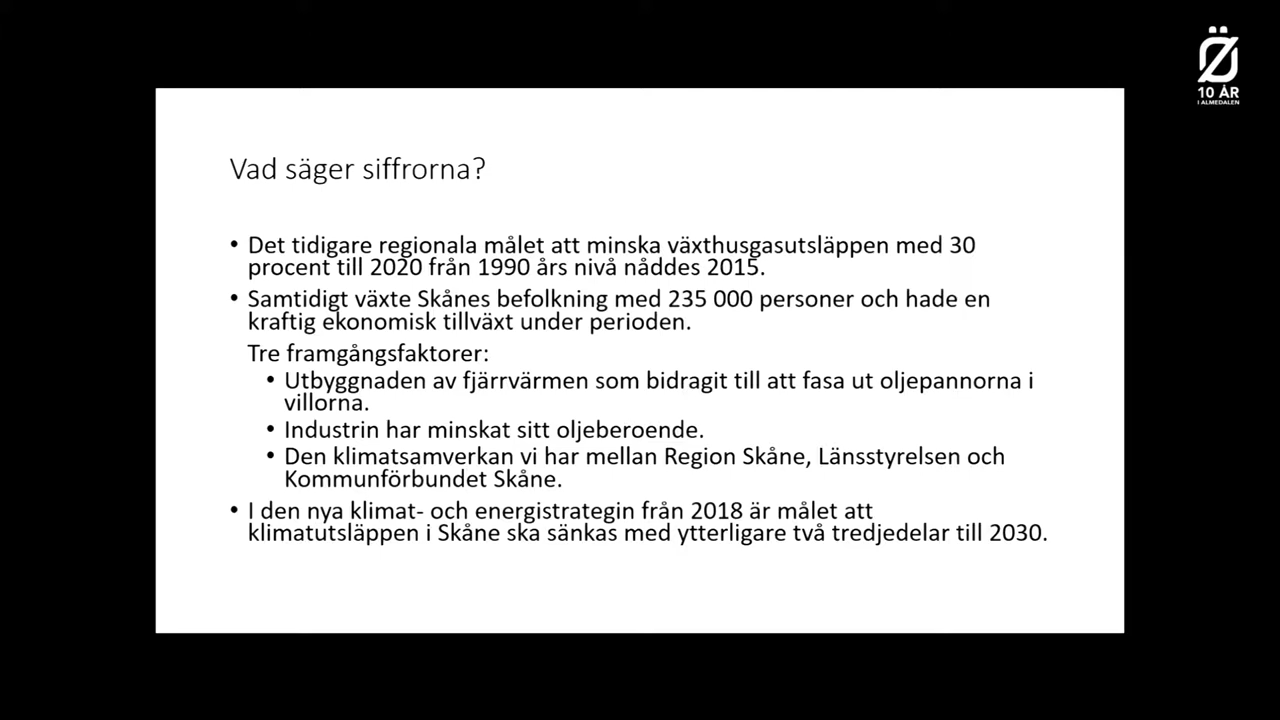 10 ÅR
I ALMEDALEN
Vad säger siffrorna?
• Det tidigare regionala målet att minska växthusgasutsläppen med 30
procent till 2020 från 1990 års nivå nåddes 2015.
• Samtidigt växte Skånes befolkning med 235 000 personer och hade en
kraftig ekonomisk tillväxt under perioden.
Tre framgångsfaktorer:
• Utbyggnaden av fjärrvärmen som bidragit till att fasa ut oljepannorna i
villorna.
• Industrin har minskat sitt oljeberoende.
• Den klimatsamverkan vi har mellan Region Skåne, Länsstyrelsen och
Kommunförbundet Skåne.
• I den nya klimat- och energistrategin från 2018 är målet att
klimatutsläppen i Skåne ska sänkas med ytterligare två tredjedelar till 2030.